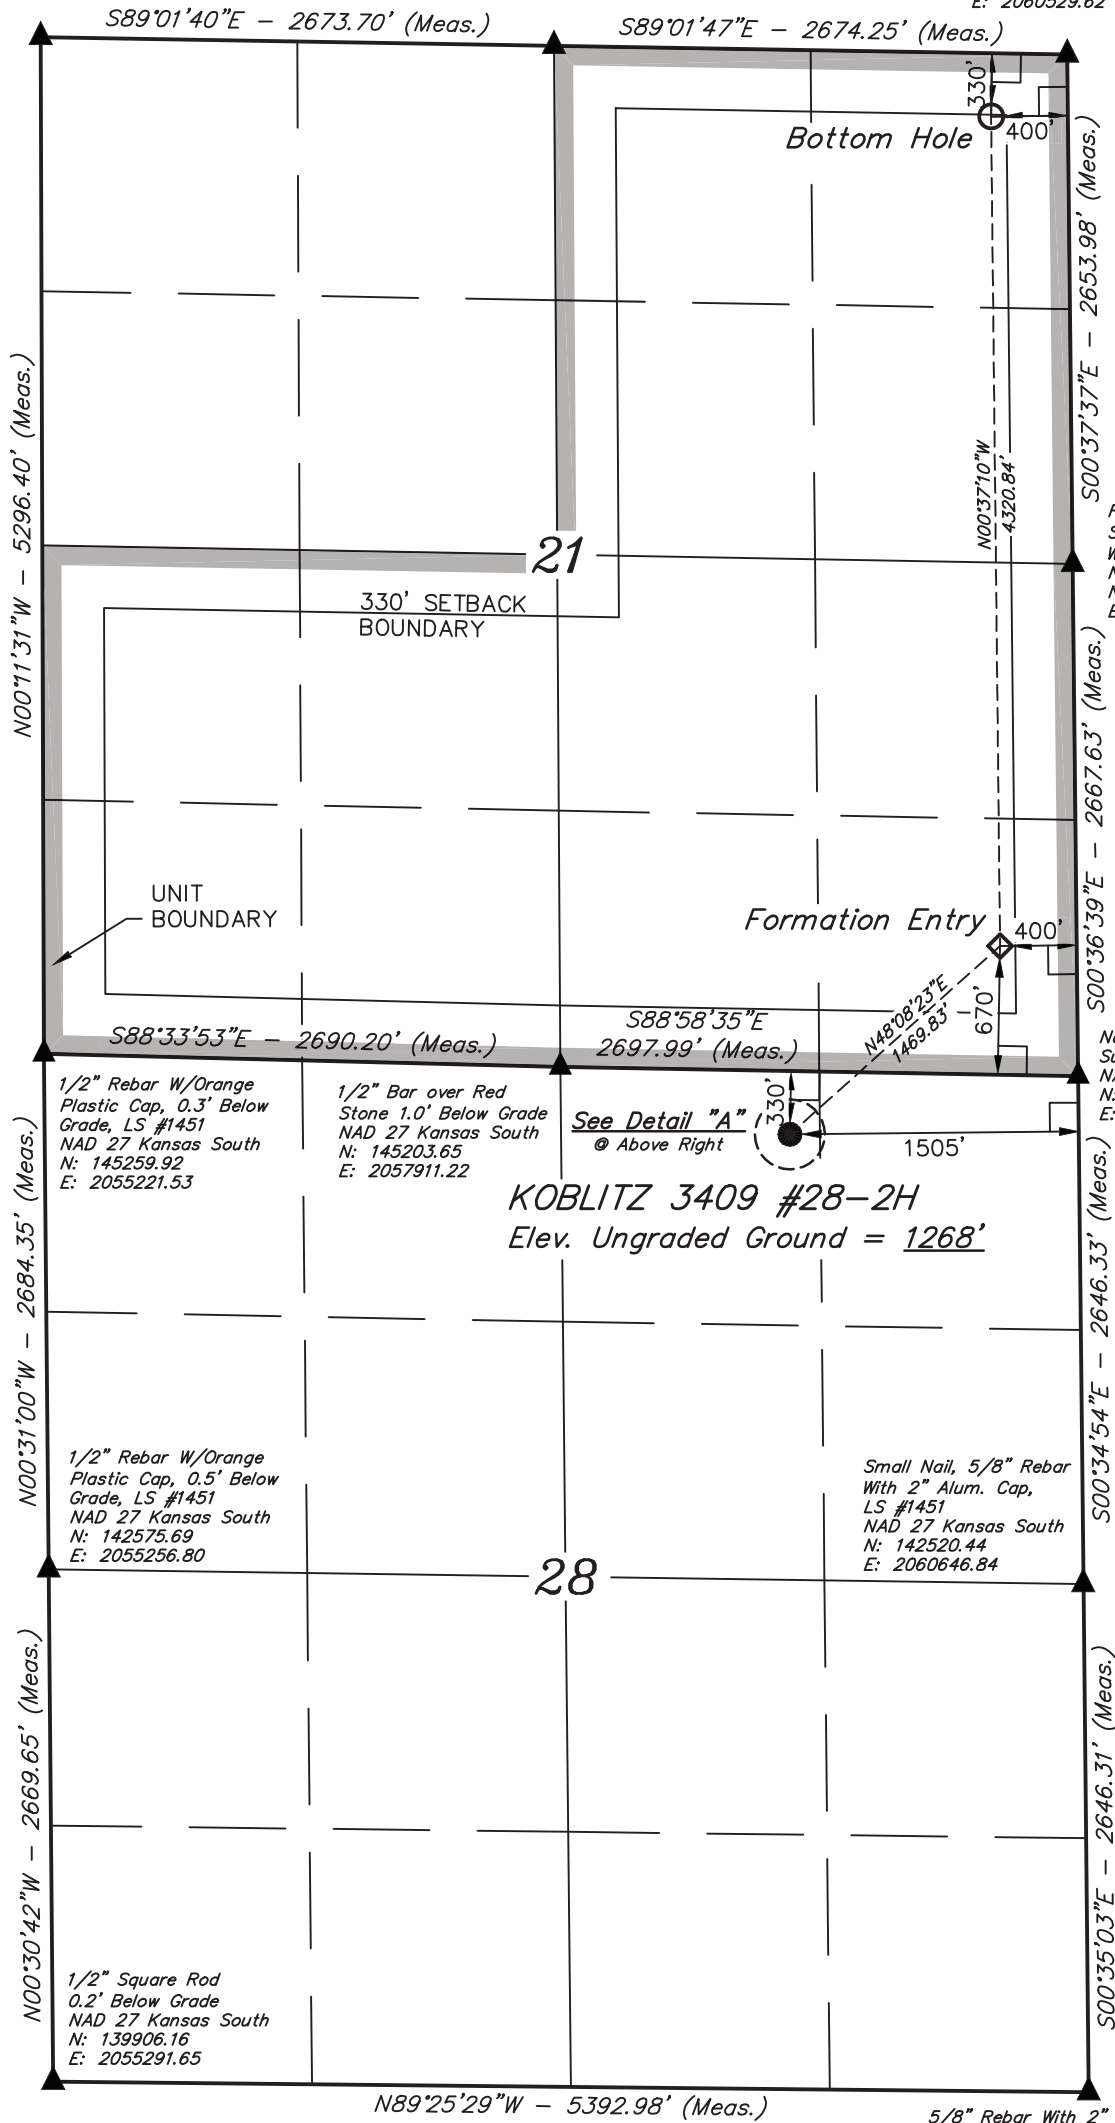 E: 2060529.62
S89°01'40"E - 2673.70' (Meas.)
S89°01'47"E - 2674.25' (Meas.)
330'
400'
Bottom Hole
S00°37'37"E - 2653.98' (Meas.)
N00°11'31"W - 5296.40' (Meas.)
N00°37'10"W
4320.84'
21
330' SETBACK
BOUNDARY
S00°36'39"E - 2667.63' (Meas.)
UNIT
BOUNDARY
Formation Entry
400'
670'
N48°08'23"E
1469.83'
S88°33'53"E - 2690.20' (Meas.)
S88°58'35"E
2697.99' (Meas.)
1/2" Rebar W/Orange
Plastic Cap, 0.3' Below
Grade, LS #1451
NAD 27 Kansas South
N: 145259.92
E: 2055221.53
1/2" Bar over Red
Stone 1.0' Below Grade
NAD 27 Kansas South
N: 145203.65
E: 2057911.22
See Detail "A"
@ Above Right
330'
1505'
KOBLITZ 3409 #28-2H
Elev. Ungraded Ground = 1268'
N00°31'00"W - 2684.35' (Meas.)
S00°34'54"E - 2646.33' (Meas.)
1/2" Rebar W/Orange
Plastic Cap, 0.5' Below
Grade, LS #1451
NAD 27 Kansas South
N: 142575.69
E: 2055256.80
Small Nail, 5/8" Rebar
With 2" Alum. Cap,
LS #1451
NAD 27 Kansas South
N: 142520.44
E: 2060646.84
28
N00°30'42"W - 2669.65' (Meas.)
S00°35'03"E - 2646.31' (Meas.)
1/2" Square Rod
0.2' Below Grade
NAD 27 Kansas South
N: 139906.16
E: 2055291.65
N89°25'29"W - 5392.98' (Meas.)
5/8" Rebar With 2"